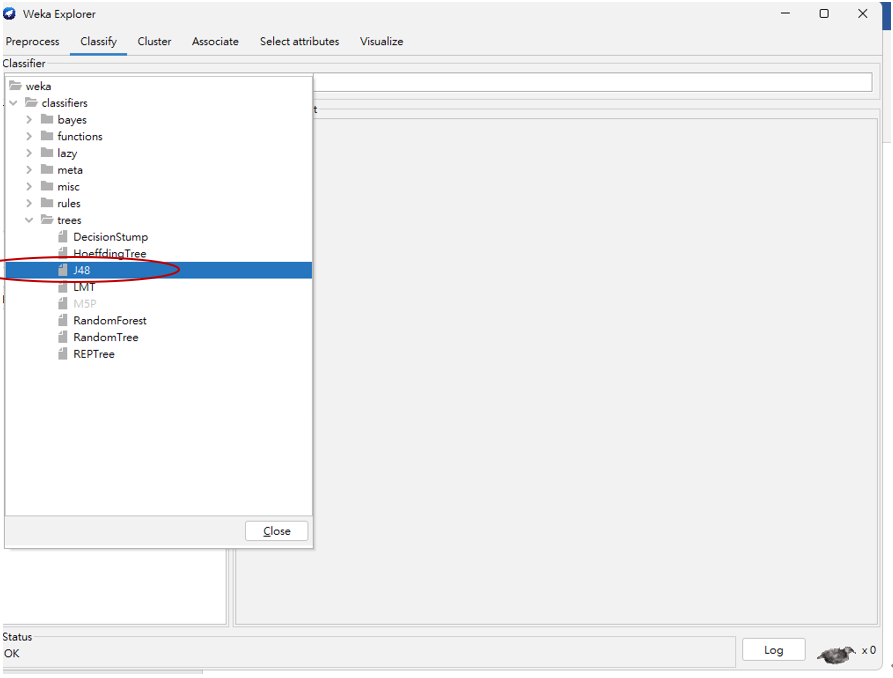 Weka Explorer
Preprocess Classify Cluster Associate Select attributes Visualize
Classifier
weka
classifiers
bayes
functions
lazy
meta
misc
rules
trees
DecisionStump
HoeffdingTree
J48
LMT
M5P
RandomForest
RandomTree
REPTree
Close
Status
OK
Log
x 0